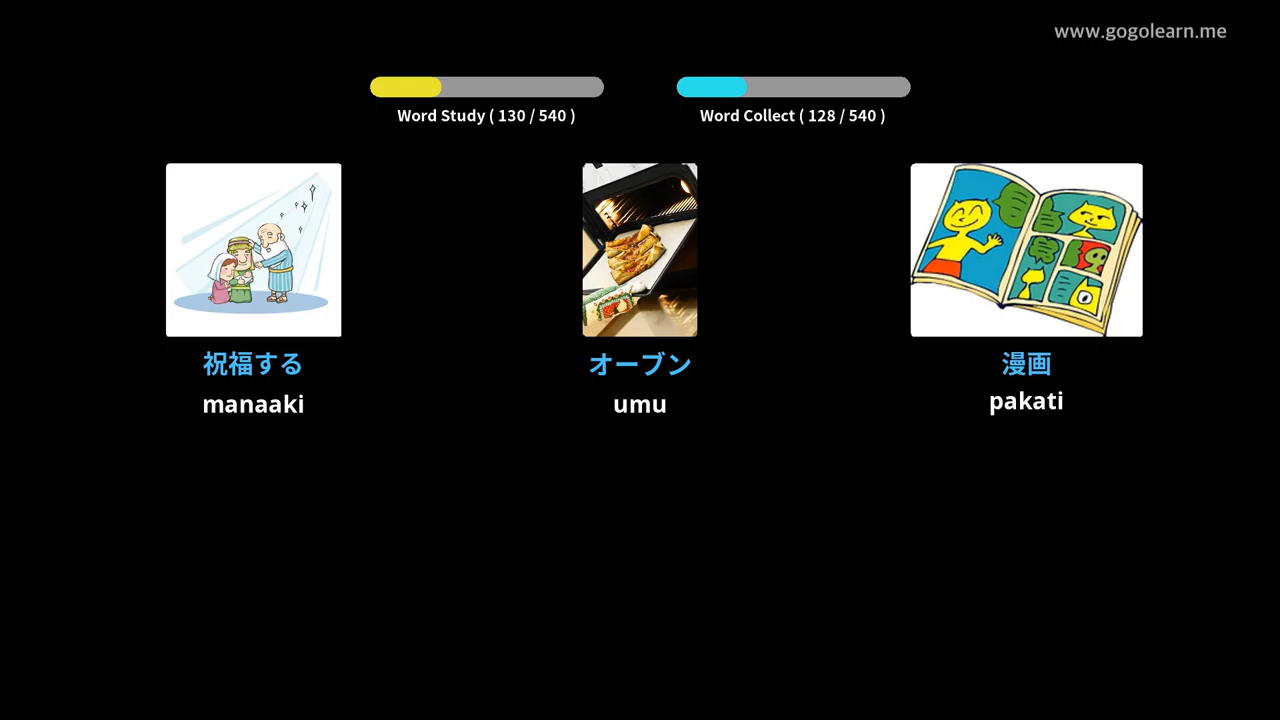 www.gogolearn.me
Word Study ( 130 / 540 )
Word Collect ( 128 / 540 )
祝福する
オーブン
漫画
manaaki
umu
pakati